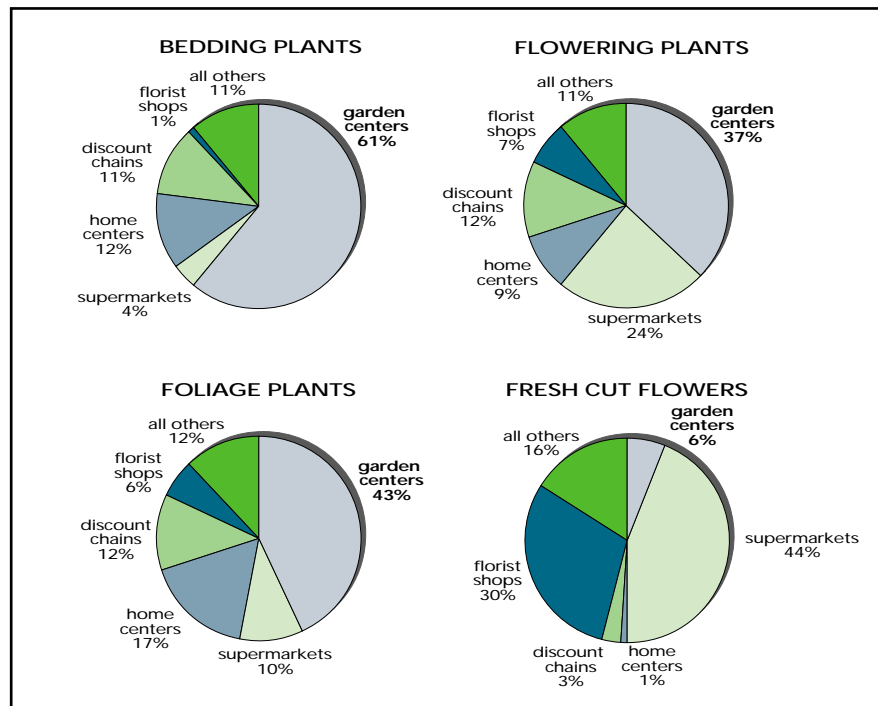 BEDDING PLANTS
all others
11%
florist
shops
1%
garden
centers
61%
discount
chains
11%
home
centers
12%
supermarkets
4%
FLOWERING PLANTS
all others
11%
florist
shops
7%
garden
centers
37%
discount
chains
12%
home
centers
9%
supermarkets
24%
FOLIAGE PLANTS
all others
12%
florist
shops
6%
garden
centers
43%
discount
chains
12%
home
centers
17%
supermarkets
10%
FRESH CUT FLOWERS
garden
centers
6%
all others
16%
supermarkets
44%
florist
shops
30%
discount
chains
3%
home
centers
1%